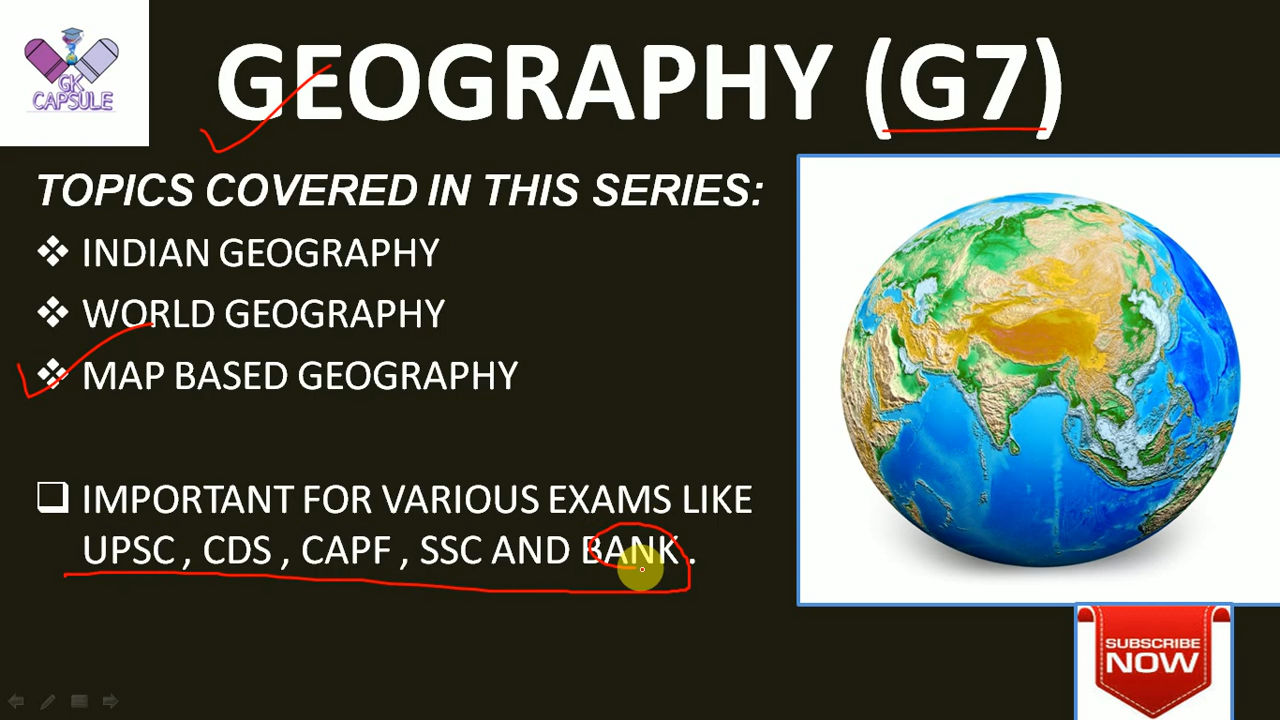 GK
CAPSULE
GEOGRAPHY (G7)
TOPICS COVERED IN THIS SERIES:
INDIAN GEOGRAPHY
WORLD GEOGRAPHY
MAP BASED GEOGRAPHY
IMPORTANT FOR VARIOUS EXAMS LIKE
UPSC , CDS , CAPF , SSC AND BANK .
SUBSCRIBE
NOW